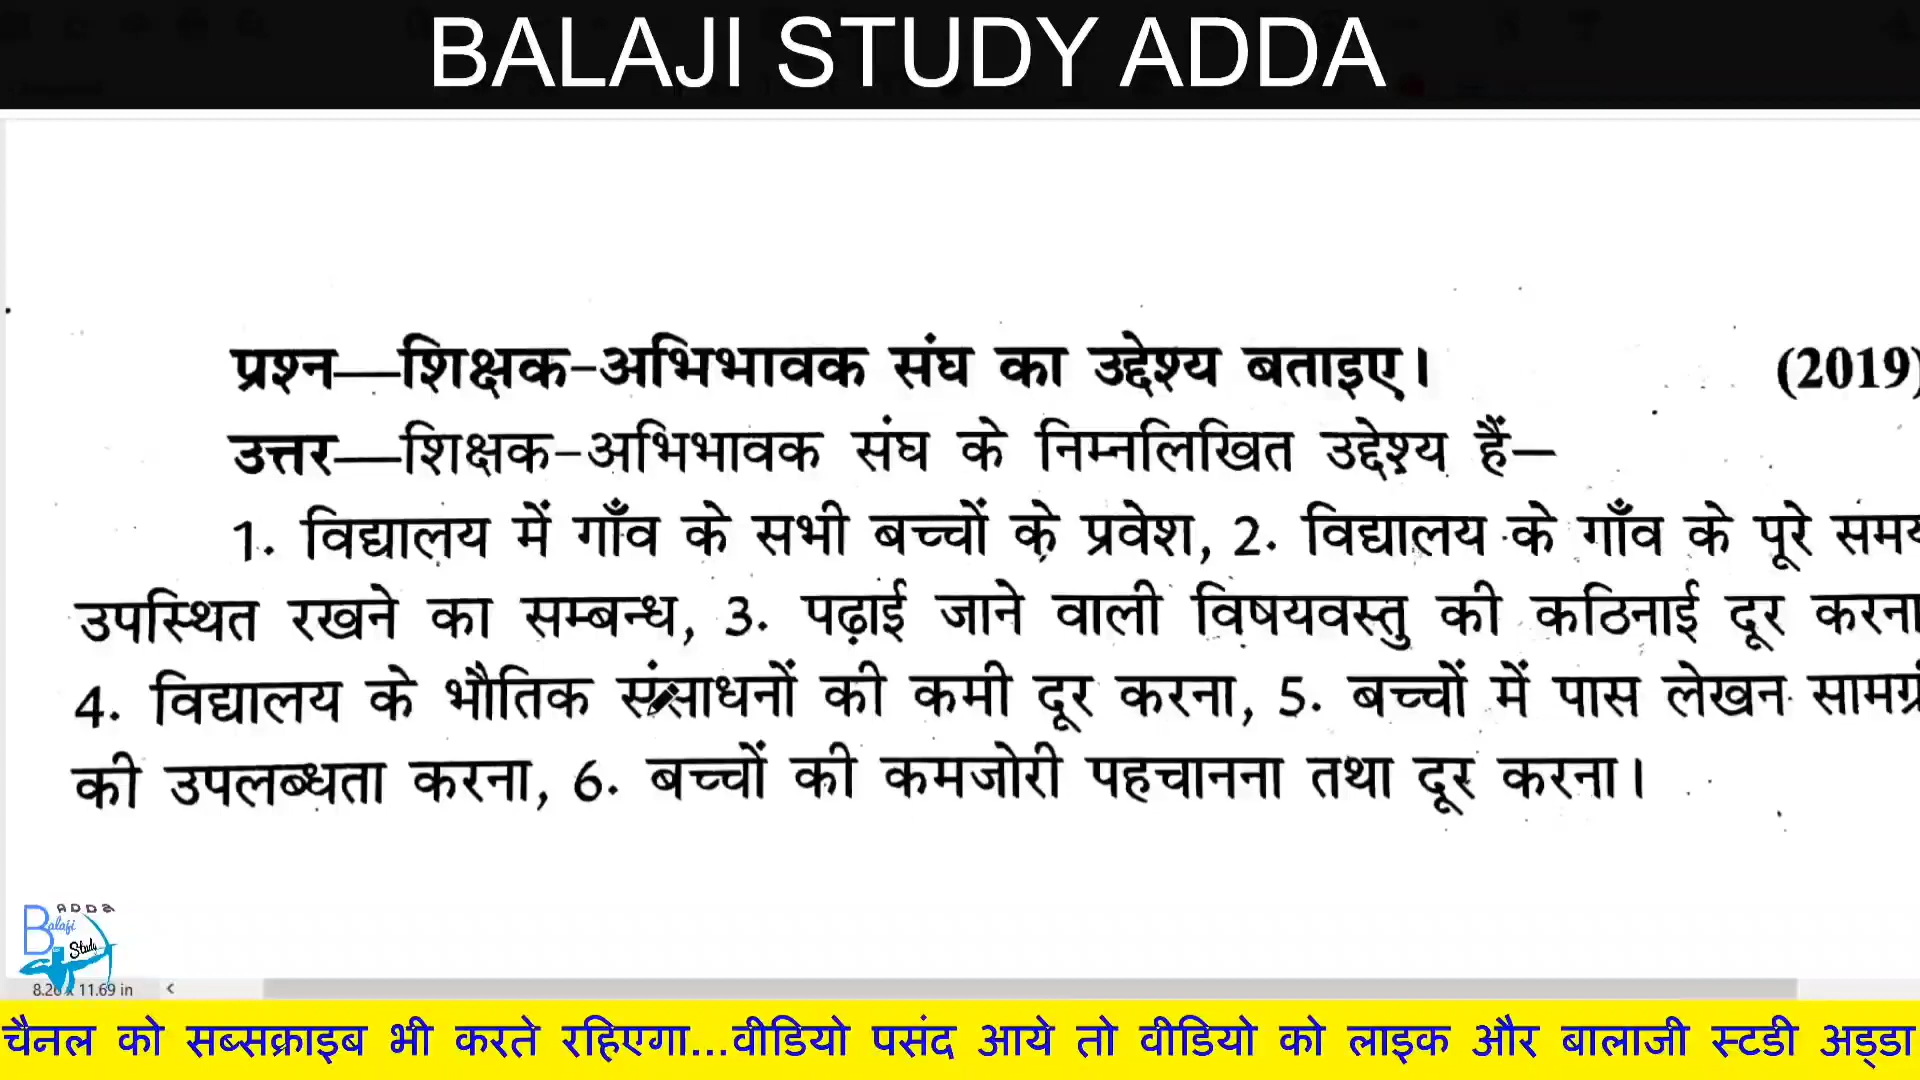 BALAJI STUDY ADDA
प्रश्न—शिक्षक-अभिभावक संघ का उद्देश्य बताइए। (2019)
उत्तर—शिक्षक-अभिभावक संघ के निम्नलिखित उद्देश्य हैं—
1. विद्यालय में गाँव के सभी बच्चों के प्रवेश, 2. विद्यालय के गाँव के पूरे समय
उपस्थित रखने का सम्बन्ध, 3. पढ़ाई जाने वाली विषयवस्तु की कठिनाई दूर करना
4. विद्यालय के भौतिक संसाधनों की कमी दूर करना, 5. बच्चों में पास लेखन सामग्री
की उपलब्धता करना, 6. बच्चों की कमजोरी पहचानना तथा दूर करना।
ADDA
Balaji
Study
8.26 x 11.69 in <
चैनल को सब्सक्राइब भी करते रहिएगा...वीडियो पसंद आये तो वीडियो को लाइक और बालाजी स्टडी अड्डा